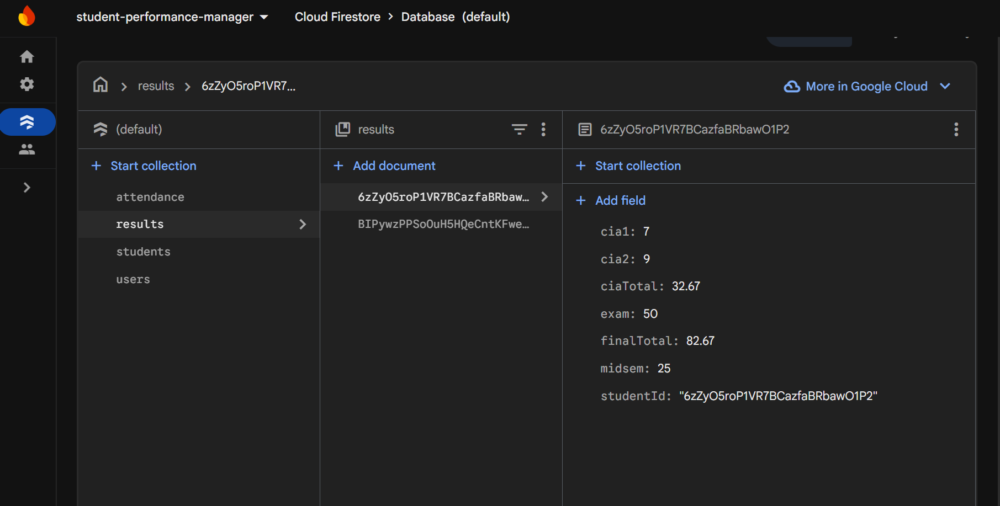 student-performance-manager
Cloud Firestore > Database (default)
results > 6zZyO5roP1VR7...
More in Google Cloud
(default)
results
6zZyO5roP1VR7BCazfaBRbawO1P2
+ Start collection
+ Add document
+ Start collection
attendance
results
students
users
6zZyO5roP1VR7BCazfaBRbaw…
BIPywzPPSoOuH5HQeCntKFwe…
+ Add field
cia1: 7
cia2: 9
ciaTotal: 32.67
exam: 50
finalTotal: 82.67
midsem: 25
studentId: "6zZyO5roP1VR7BCazfaBRbawO1P2"